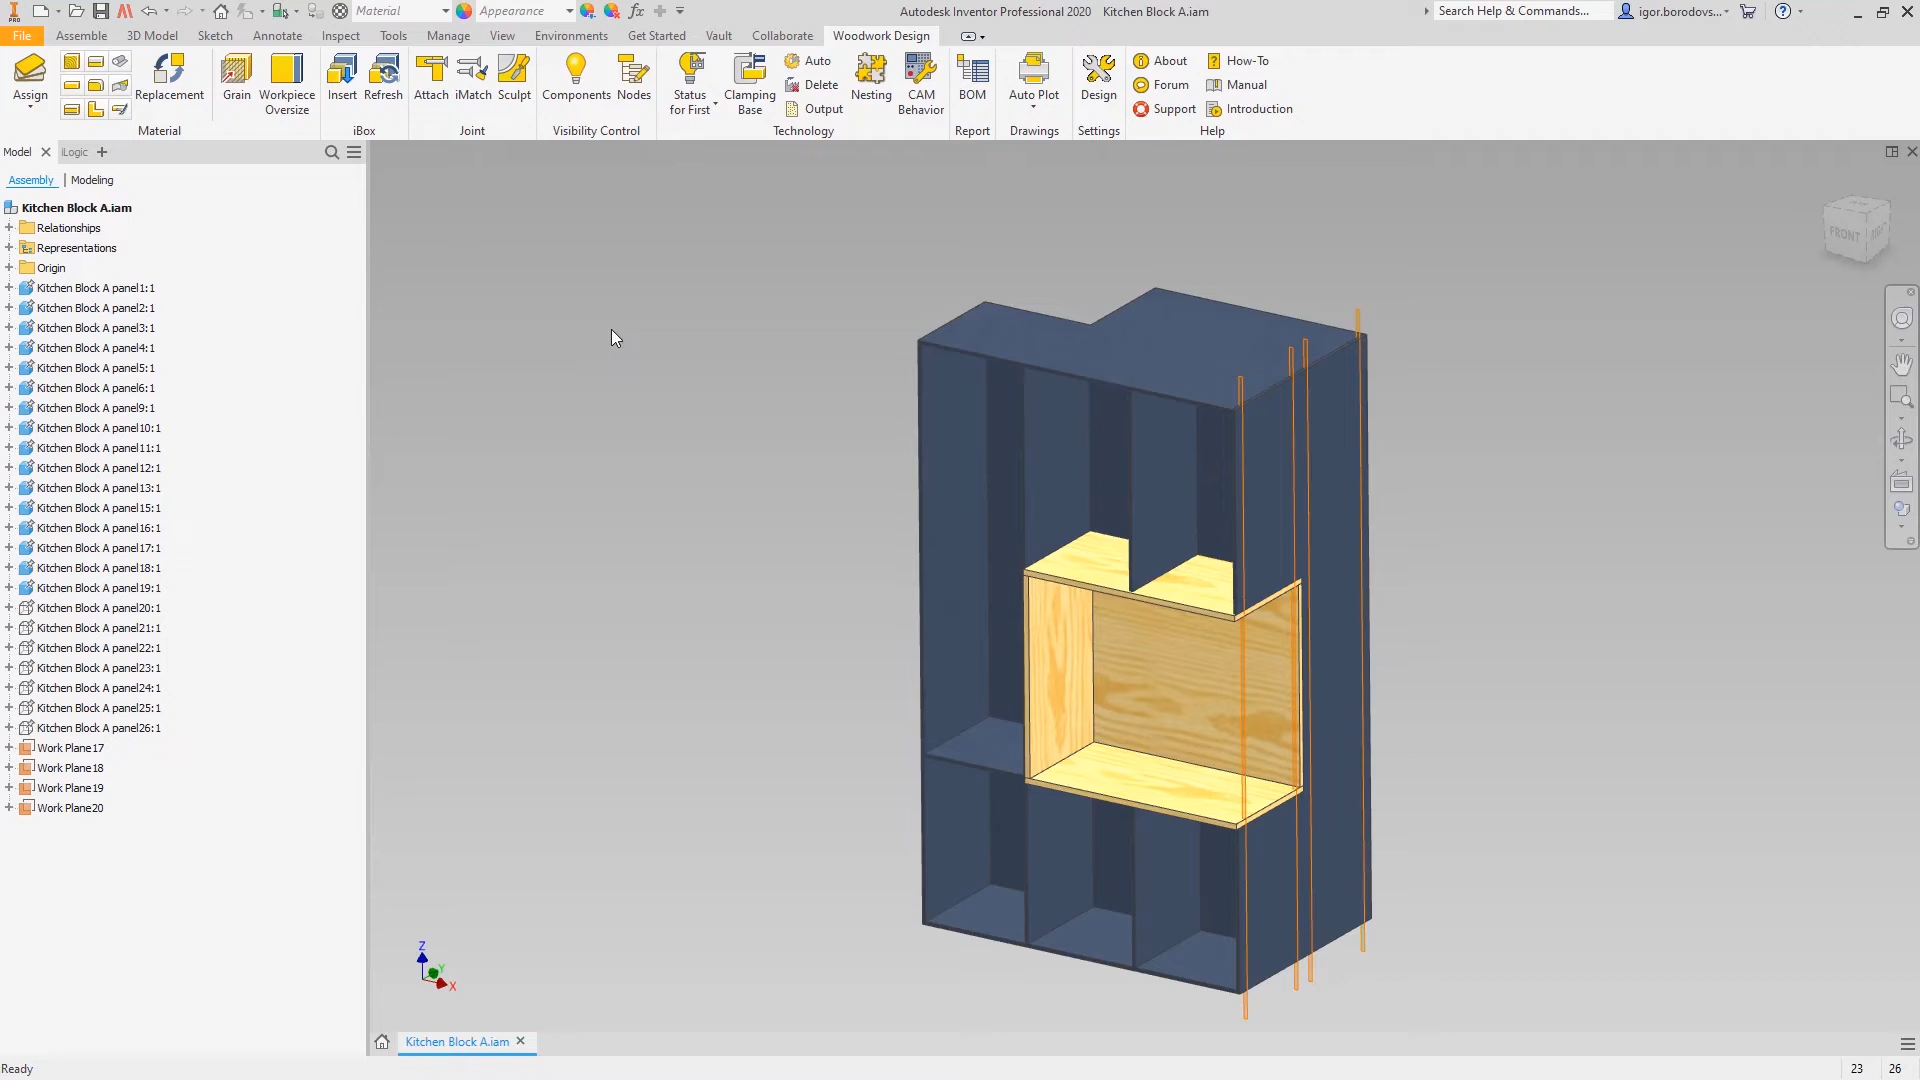 Material
Appearance
Autodesk Inventor Professional 2020 Kitchen Block A.iam
Search Help & Commands...
igor.borodovs...
File Assemble 3D Model Sketch Annotate Inspect Tools Manage View Environments Get Started Vault Collaborate Woodwork Design
Assign
Replacement
Grain
Workpiece
Oversize
Insert
Refresh
Attach
iMatch
Sculpt
Components
Nodes
Status
for First
Clamping
Base
Auto
Delete
Output
Nesting
CAM
Behavior
BOM
Auto Plot
Design
About
Forum
Support
How-To
Manual
Introduction
Material iBox Joint Visibility Control Technology Report Drawings Settings Help
Model iLogic
Assembly Modeling
Kitchen Block A.iam
Relationships
Representations
Origin
Kitchen Block A panel1:1
Kitchen Block A panel2:1
Kitchen Block A panel3:1
Kitchen Block A panel4:1
Kitchen Block A panel5:1
Kitchen Block A panel6:1
Kitchen Block A panel9:1
Kitchen Block A panel10:1
Kitchen Block A panel11:1
Kitchen Block A panel12:1
Kitchen Block A panel13:1
Kitchen Block A panel15:1
Kitchen Block A panel16:1
Kitchen Block A panel17:1
Kitchen Block A panel18:1
Kitchen Block A panel19:1
Kitchen Block A panel20:1
Kitchen Block A panel21:1
Kitchen Block A panel22:1
Kitchen Block A panel23:1
Kitchen Block A panel24:1
Kitchen Block A panel25:1
Kitchen Block A panel26:1
Work Plane17
Work Plane18
Work Plane19
Work Plane20
FRONT
Z
Y
X
Kitchen Block A.iam
Ready
23 26